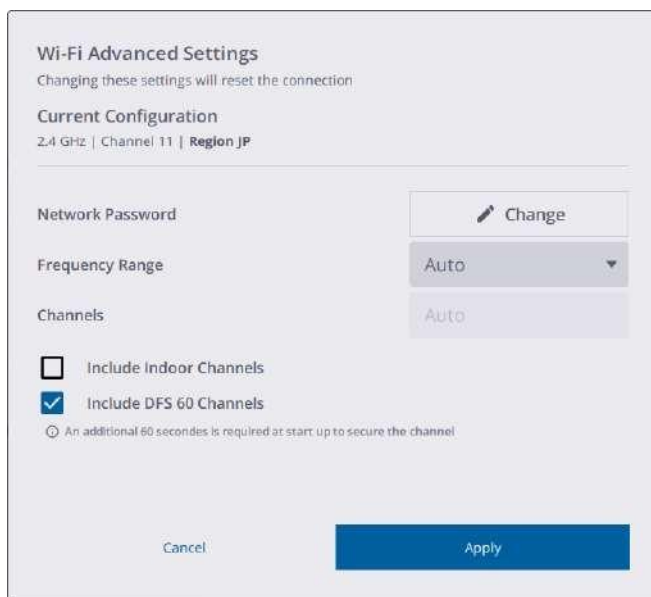 Wi-Fi Advanced Settings
Changing these settings will reset the connection
Current Configuration
2.4 GHz | Channel 11 | Region JP
Network Password
Change
Frequency Range
Auto
Channels
Auto
Include Indoor Channels
Include DFS 60 Channels
An additional 60 secondes is required at start up to secure the channel
Cancel
Apply